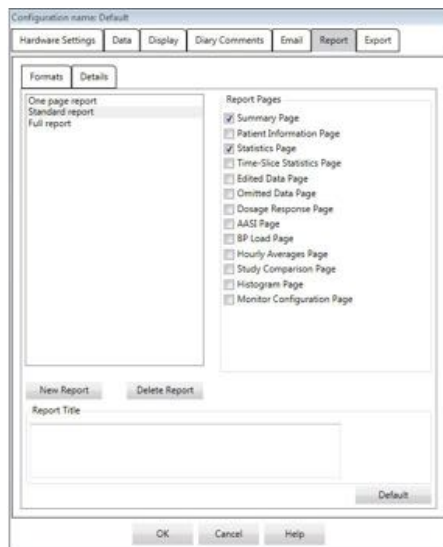 Configuration name: Default
Hardware Settings Data Display Diary Comments Email Report Export
Formats Details
One page report
Standard report
Full report
Report Pages
Summary Page
Patient Information Page
Statistics Page
Time-Slice Statistics Page
Edited Data Page
Omitted Data Page
Dosage Response Page
AASI Page
BP Load Page
Hourly Averages Page
Study Comparison Page
Histogram Page
Monitor Configuration Page
New Report Delete Report
Report Title
Default
OK Cancel Help